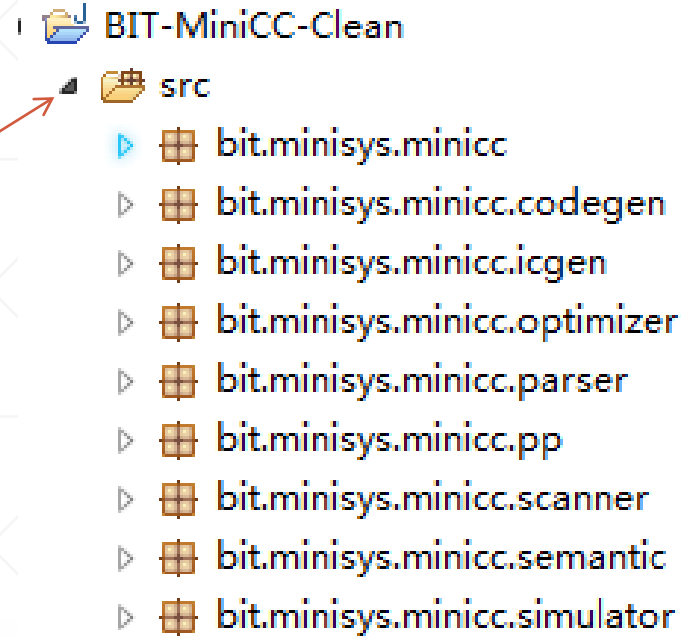 BIT-MiniCC-Clean
src
bit.minisys.minicc
bit.minisys.minicc.codegen
bit.minisys.minicc.icgen
bit.minisys.minicc.optimizer
bit.minisys.minicc.parser
bit.minisys.minicc.pp
bit.minisys.minicc.scanner
bit.minisys.minicc.semantic
bit.minisys.minicc.simulator